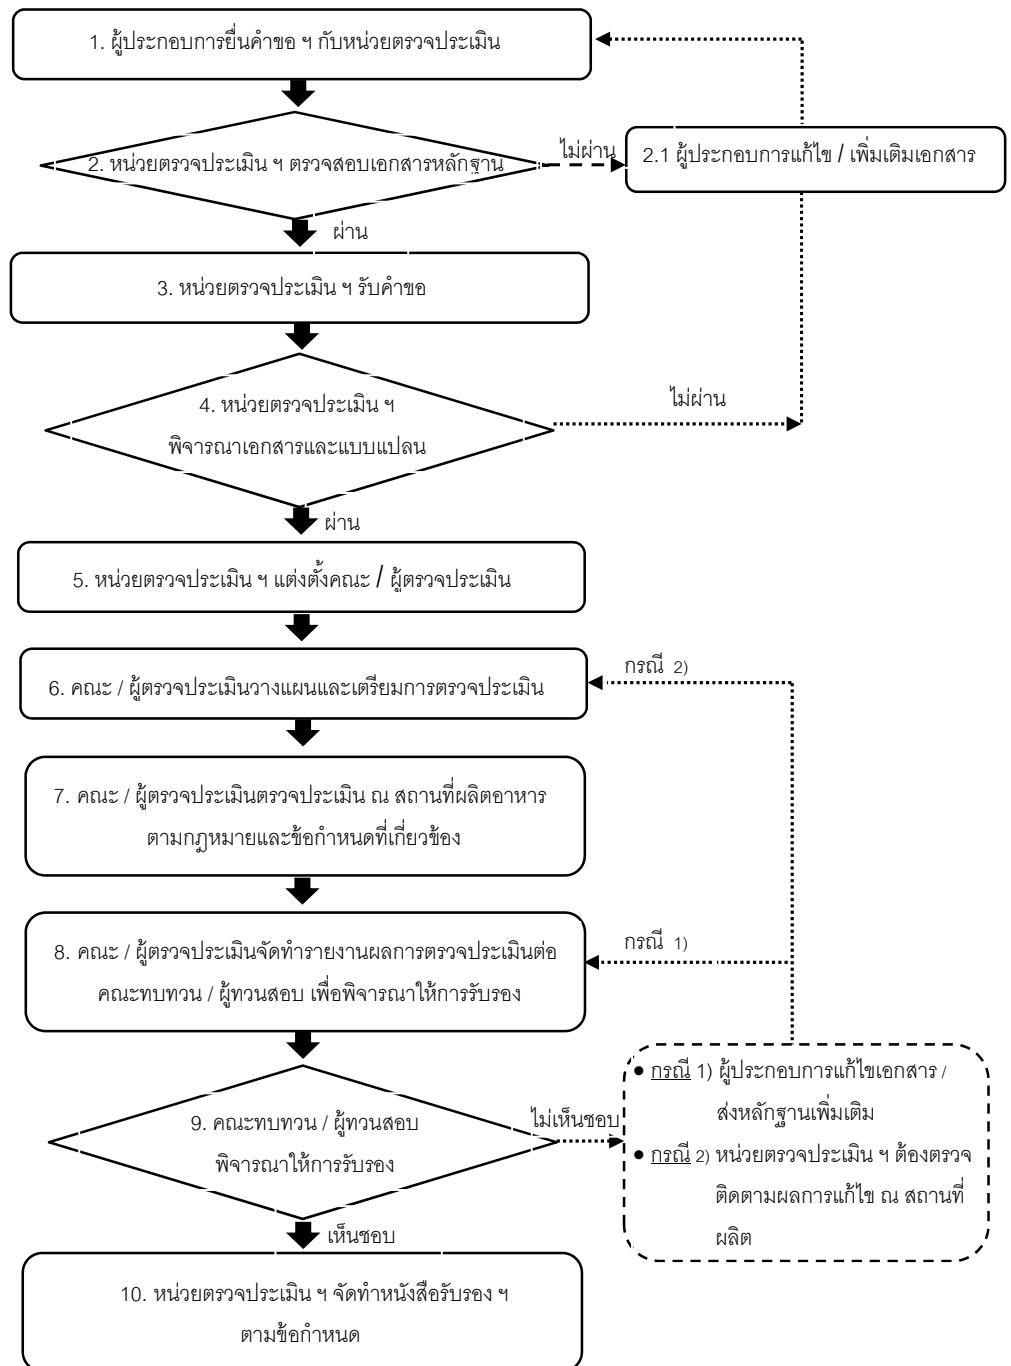 1. ผู้ประกอบการยื่นคำขอ ฯ กับหน่วยตรวจประเมิน
2. หน่วยตรวจประเมิน ฯ ตรวจสอบเอกสารหลักฐาน
ไม่ผ่าน
2.1 ผู้ประกอบการแก้ไข / เพิ่มเติมเอกสาร
ผ่าน
3. หน่วยตรวจประเมิน ฯ รับคำขอ
4. หน่วยตรวจประเมิน ฯ
พิจารณาเอกสารและแบบแปลน
ไม่ผ่าน
ผ่าน
5. หน่วยตรวจประเมิน ฯ แต่งตั้งคณะ / ผู้ตรวจประเมิน
6. คณะ / ผู้ตรวจประเมินวางแผนและเตรียมการตรวจประเมิน
กรณี 2)
7. คณะ / ผู้ตรวจประเมินตรวจประเมิน ณ สถานที่ผลิตอาหาร
ตามกฎหมายและข้อกำหนดที่เกี่ยวข้อง
8. คณะ / ผู้ตรวจประเมินจัดทำรายงานผลการตรวจประเมินต่อ
คณะทบทวน / ผู้ทวนสอบ เพื่อพิจารณาให้การรับรอง
กรณี 1)
9. คณะทบทวน / ผู้ทวนสอบ
พิจารณาให้การรับรอง
ไม่เห็นชอบ
● กรณี 1) ผู้ประกอบการแก้ไขเอกสาร /
ส่งหลักฐานเพิ่มเติม
● กรณี 2) หน่วยตรวจประเมิน ฯ ต้องตรวจ
ติดตามผลการแก้ไข ณ สถานที่
ผลิต
เห็นชอบ
10. หน่วยตรวจประเมิน ฯ จัดทำหนังสือรับรอง ฯ
ตามข้อกำหนด